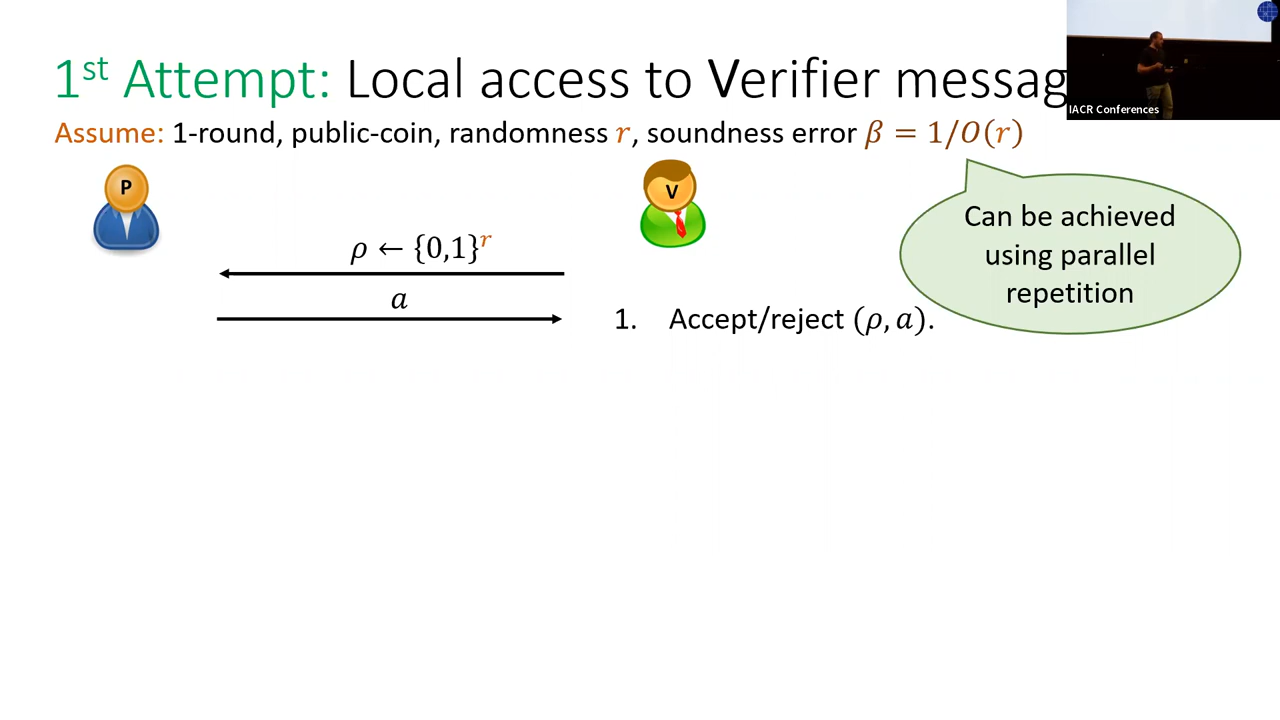 1st Attempt: Local access to Verifier messag
IACR Conferences
Assume: 1-round, public-coin, randomness r, soundness error β = 1/O(r)
P
V
Can be achieved
using parallel
repetition
ρ ← {0,1}^r
a
1. Accept/reject (ρ, a).